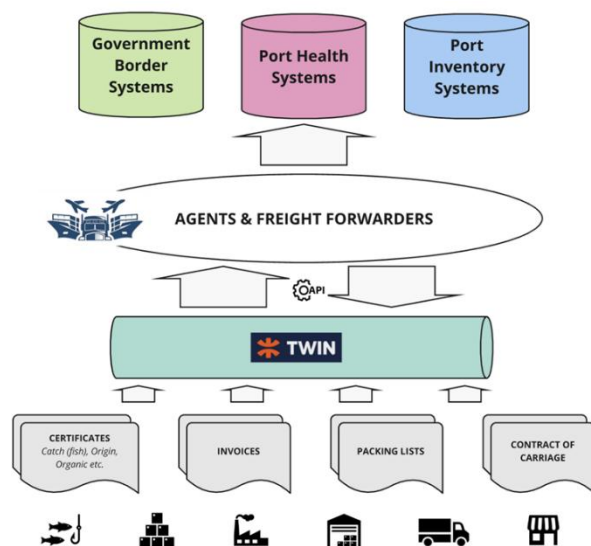 Government
Border
Systems
Port Health
Systems
Port
Inventory
Systems
AGENTS & FREIGHT FORWARDERS
API
TWIN
CERTIFICATES
Catch (fish), Origin,
Organic etc.
INVOICES
PACKING LISTS
CONTRACT OF
CARRIAGE